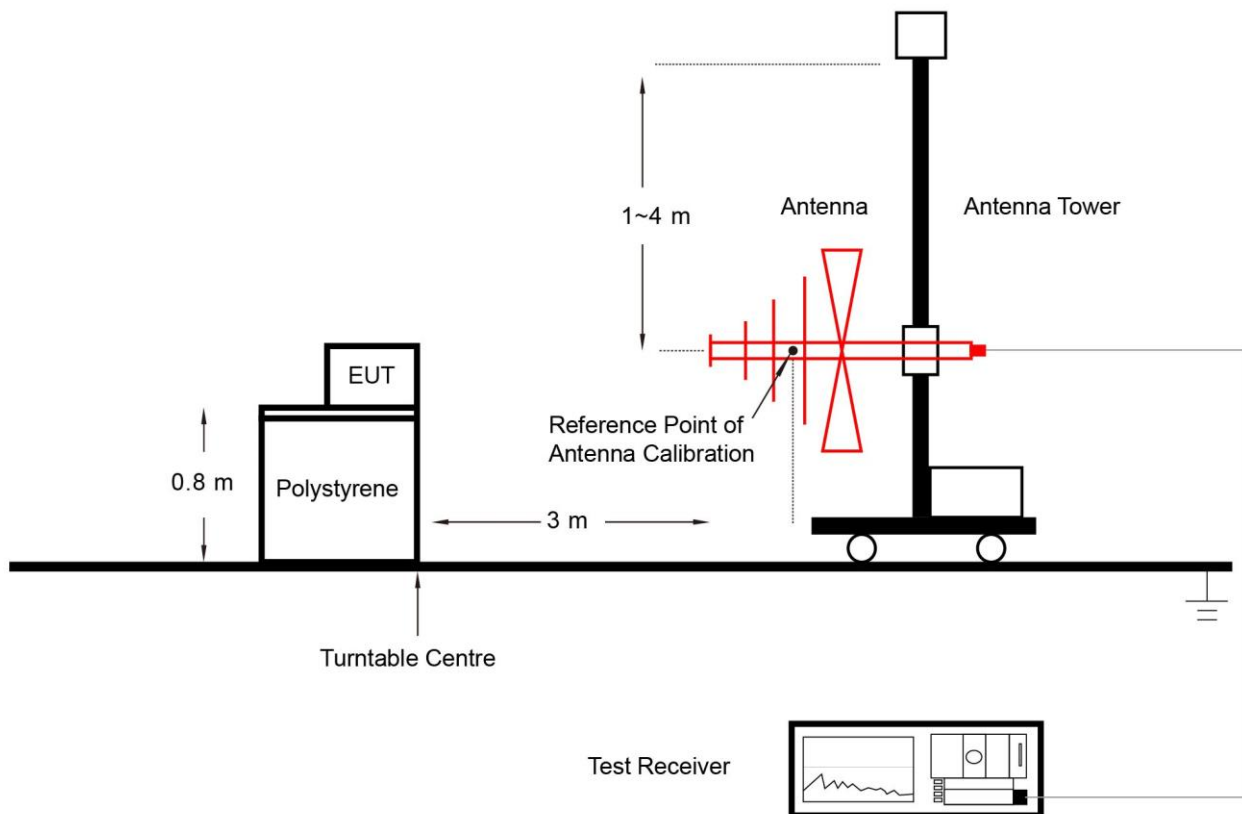 1~4 m
Antenna
Antenna Tower
EUT
Reference Point of
Antenna Calibration
0.8 m
Polystyrene
3 m
Turntable Centre
Test Receiver